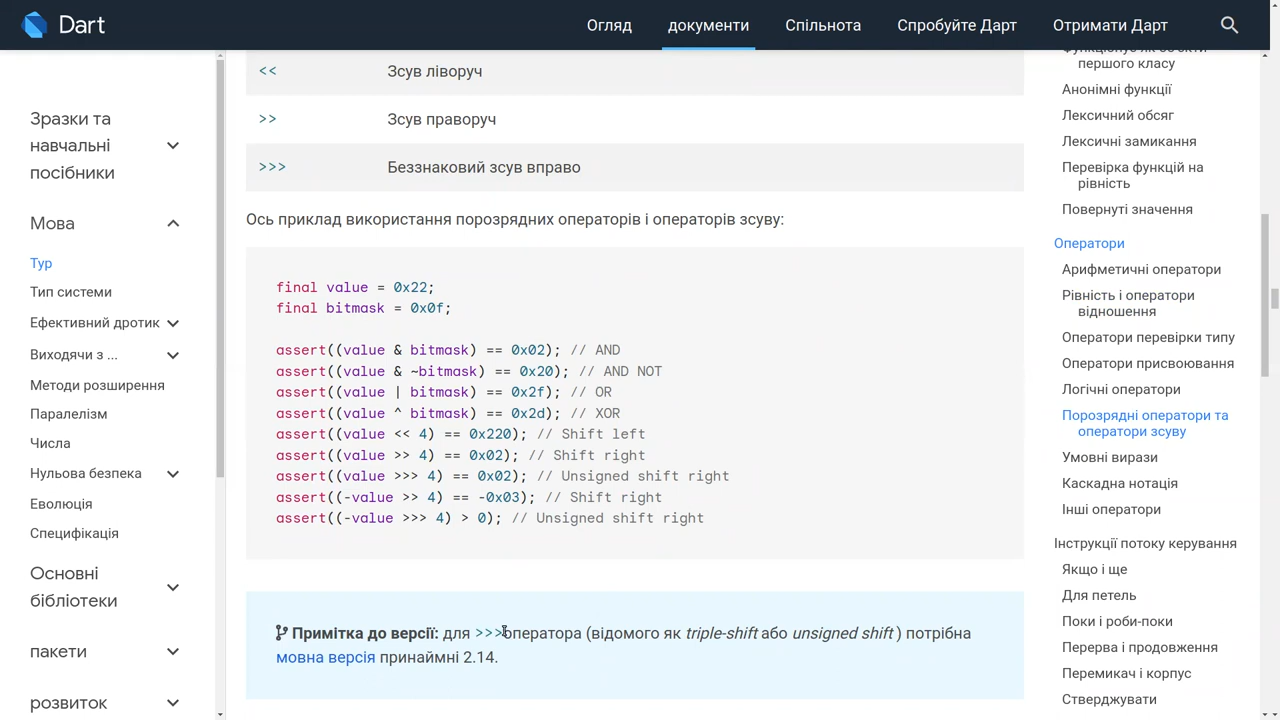 Dart
Огляд
документи
Спільнота
Спробуйте Дарт
Отримати Дарт
Зразки та
навчальні
посібники
Мова
Тур
Тип системи
Ефективний дротик
Виходячи з ...
Методи розширення
Паралелізм
Числа
Нульова безпека
Еволюція
Специфікація
Основні
бібліотеки
пакети
розвиток
<< Зсув ліворуч
>> Зсув праворуч
>>> Беззнаковий зсув вправо
Ось приклад використання порозрядних операторів і операторів зсуву:
final value = 0x22;
final bitmask = 0x0f;
assert((value & bitmask) == 0x02); // AND
assert((value & ~bitmask) == 0x20); // AND NOT
assert((value | bitmask) == 0x2f); // OR
assert((value ^ bitmask) == 0x2d); // XOR
assert((value << 4) == 0x220); // Shift left
assert((value >> 4) == 0x02); // Shift right
assert((value >>> 4) == 0x02); // Unsigned shift right
assert((-value >> 4) == -0x03); // Shift right
assert((-value >>> 4) > 0); // Unsigned shift right
Примітка до версії: для >>>оператора (відомого як triple-shift або unsigned shift ) потрібна
мовна версія принаймні 2.14.
Функціонує як об'єкти
першого класу
Анонімні функції
Лексичний обсяг
Лексичні замикання
Перевірка функцій на
рівність
Повернуті значення
Оператори
Арифметичні оператори
Рівність і оператори
відношення
Оператори перевірки типу
Оператори присвоювання
Логічні оператори
Порозрядні оператори та
оператори зсуву
Умовні вирази
Каскадна нотація
Інші оператори
Інструкції потоку керування
Якщо і ще
Для петель
Поки і роби-поки
Перерва і продовження
Перемикач і корпус
Стверджувати